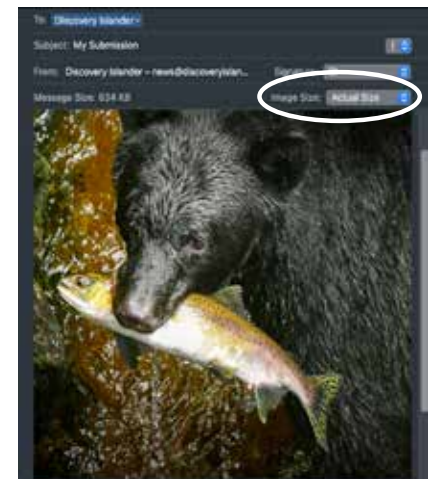 To: Discovery Islander
Subject: My Submission
From: Discovery Islander – news@discoveryislan...
Message Size: 634 KB Image Size: Actual Size